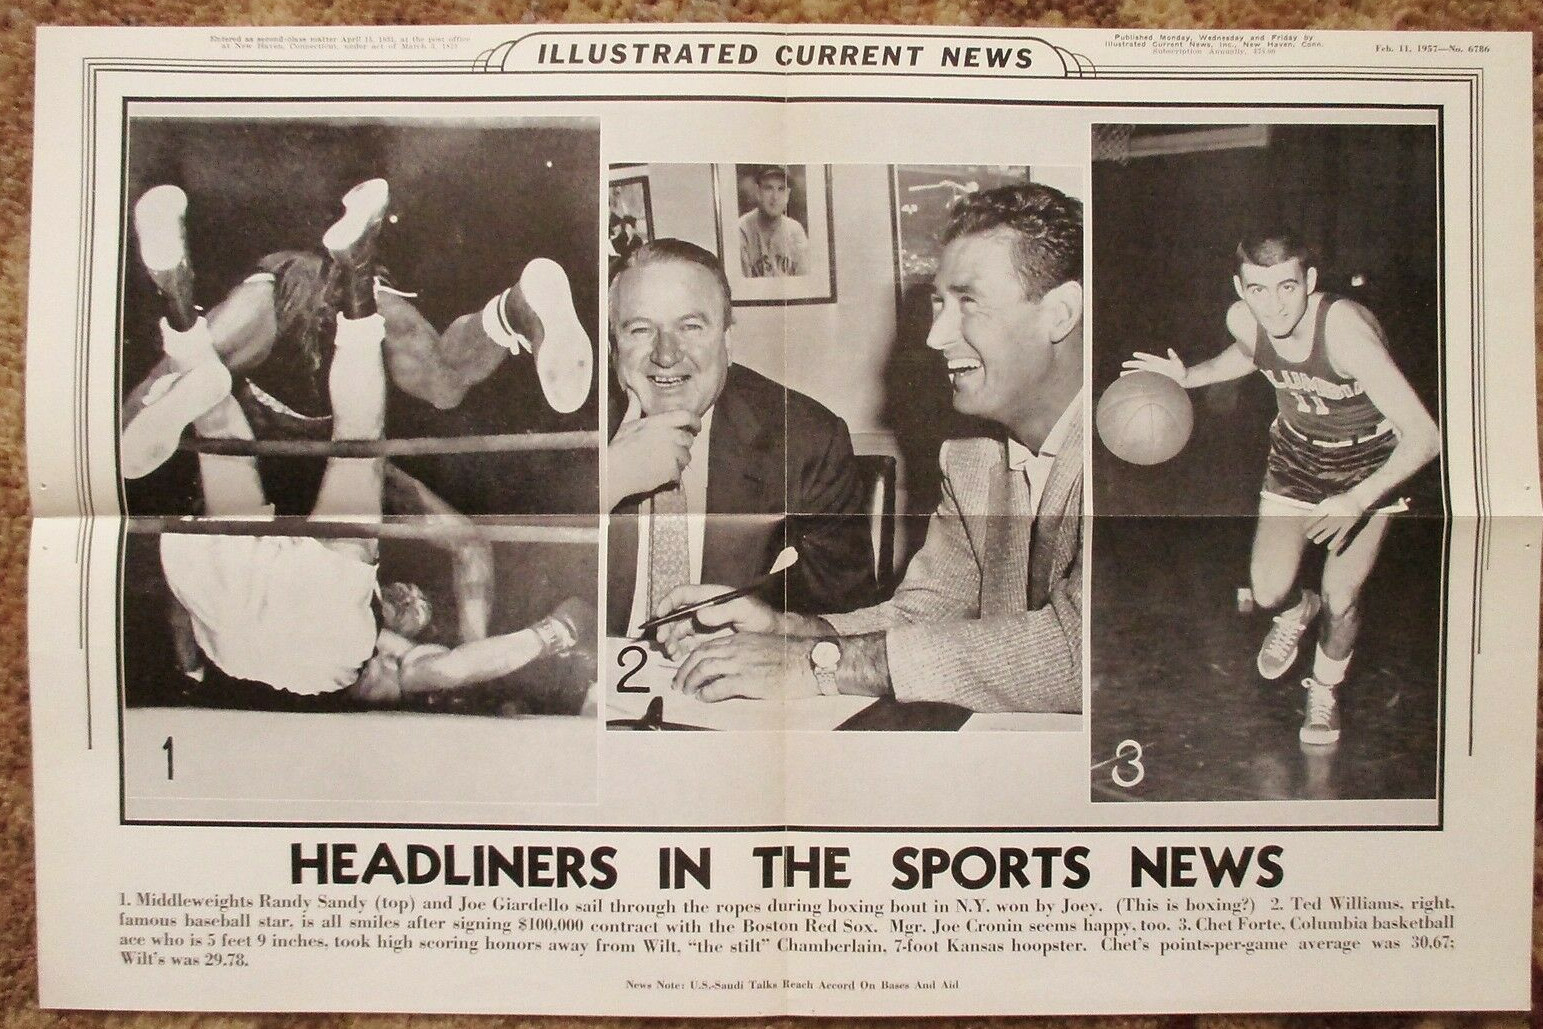 Entered as second-class matter April 13, 1931, at the post office
at New Haven, Connecticut, under act of March 3, 1879
ILLUSTRATED CURRENT NEWS
Published Monday, Wednesday and Friday by
Illustrated Current News, Inc., New Haven, Conn.
Subscription Annually,
Feb. 11, 1957—No. 6786
LUMBIA
11
1
2
3
HEADLINERS IN THE SPORTS NEWS
1. Middleweights Randy Sandy (top) and Joe Giardello sail through the ropes during boxing bout in N.Y. won by Joey. (This is boxing?) 2. Ted Williams, right,
famous baseball star, is all smiles after signing $100,000 contract with the Boston Red Sox. Mgr. Joe Cronin seems happy, too. 3. Chet Forte, Columbia basketball
ace who is 5 feet 9 inches, took high scoring honors away from Wilt, "the stilt" Chamberlain, 7-foot Kansas hoopster. Chet's points-per-game average was 30.67;
Wilt's was 29.78.
News Note: U.S.-Saudi Talks Reach Accord On Bases And Aid